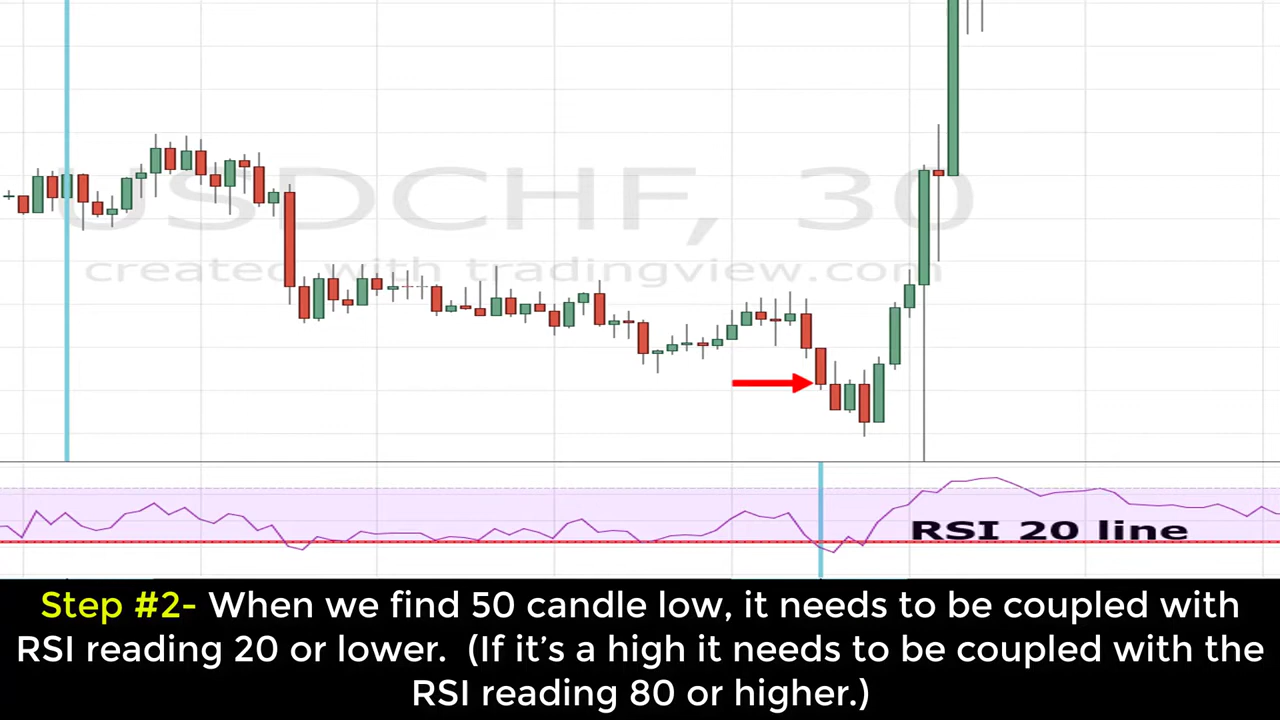 USDCHF, 30
created with tradingview.com
RSI 20 line
Step #2- When we find 50 candle low, it needs to be coupled with
RSI reading 20 or lower.  (If it’s a high it needs to be coupled with the
RSI reading 80 or higher.)